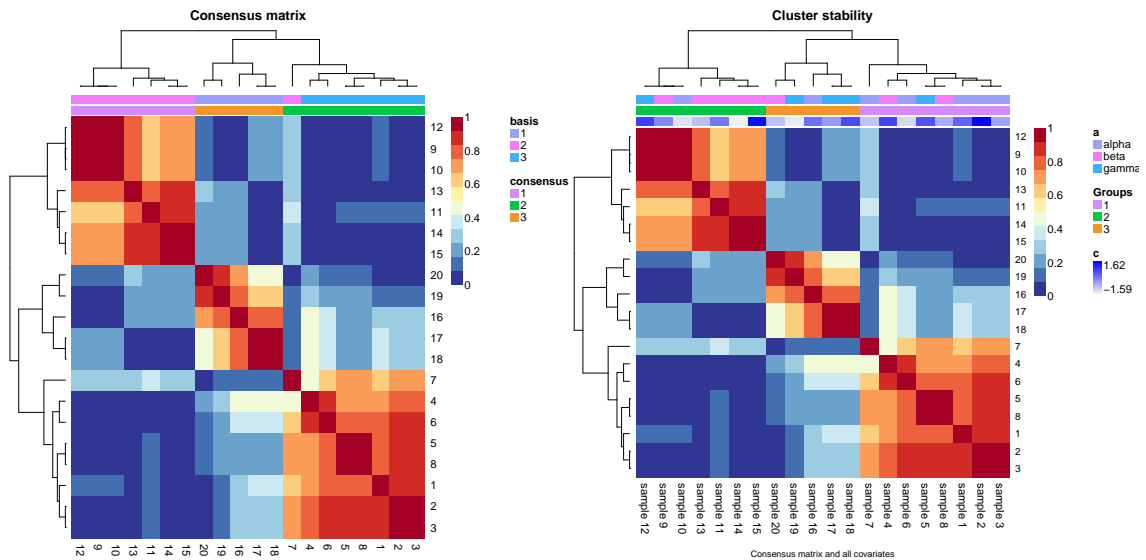 Consensus matrix
basis
1
2
3
consensus
1
2
3
1
0.8
0.6
0.4
0.2
0
12
9
10
13
11
14
15
20
19
16
17
18
7
4
6
5
8
1
2
3
12
9
10
13
11
14
15
20
19
16
17
18
7
4
6
5
8
1
2
3
Cluster stability
a
alpha
beta
gamma
Groups
1
2
3
c
1.62
−1.59
1
0.8
0.6
0.4
0.2
0
12
9
10
13
11
14
15
20
19
16
17
18
7
4
6
5
8
1
2
3
sample 12
sample 9
sample 10
sample 13
sample 11
sample 14
sample 15
sample 20
sample 19
sample 16
sample 17
sample 18
sample 7
sample 4
sample 6
sample 5
sample 8
sample 1
sample 2
sample 3
Consensus matrix and all covariates